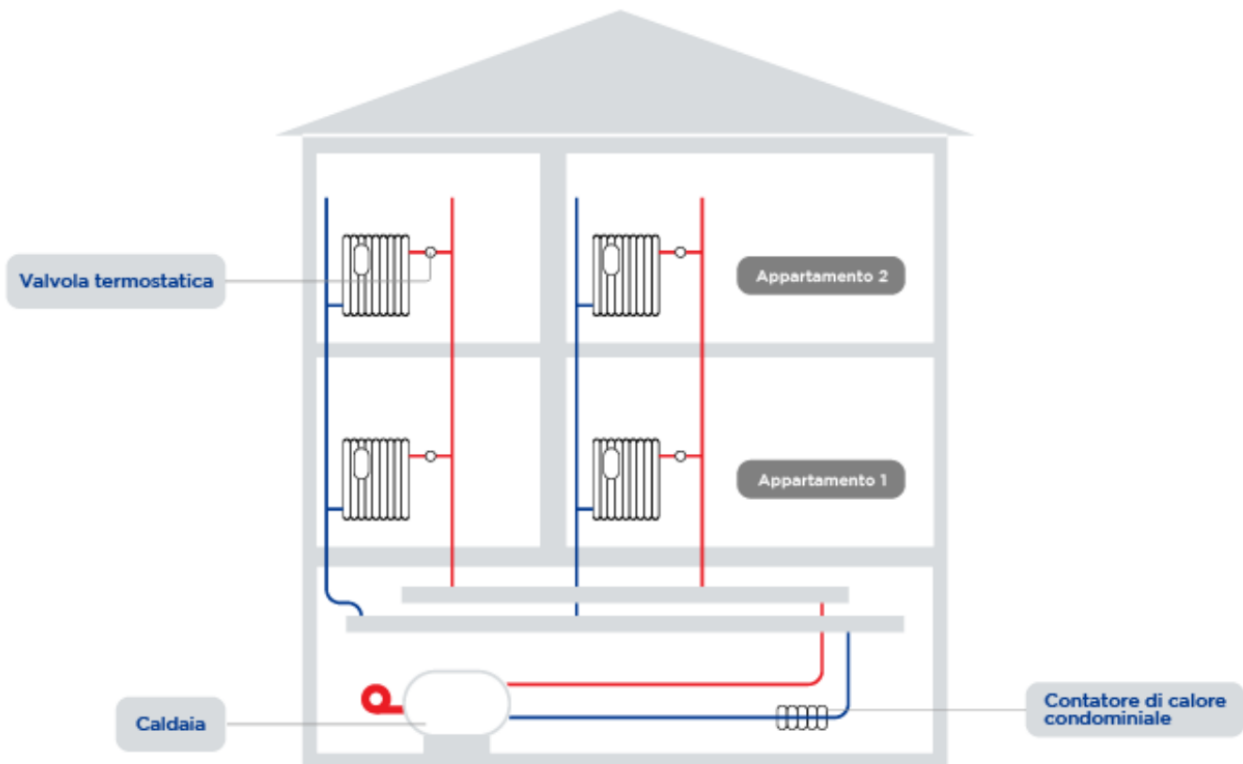 Valvola termostatica
Appartamento 2
Appartamento 1
Caldaia
Contatore di calore
condominiale